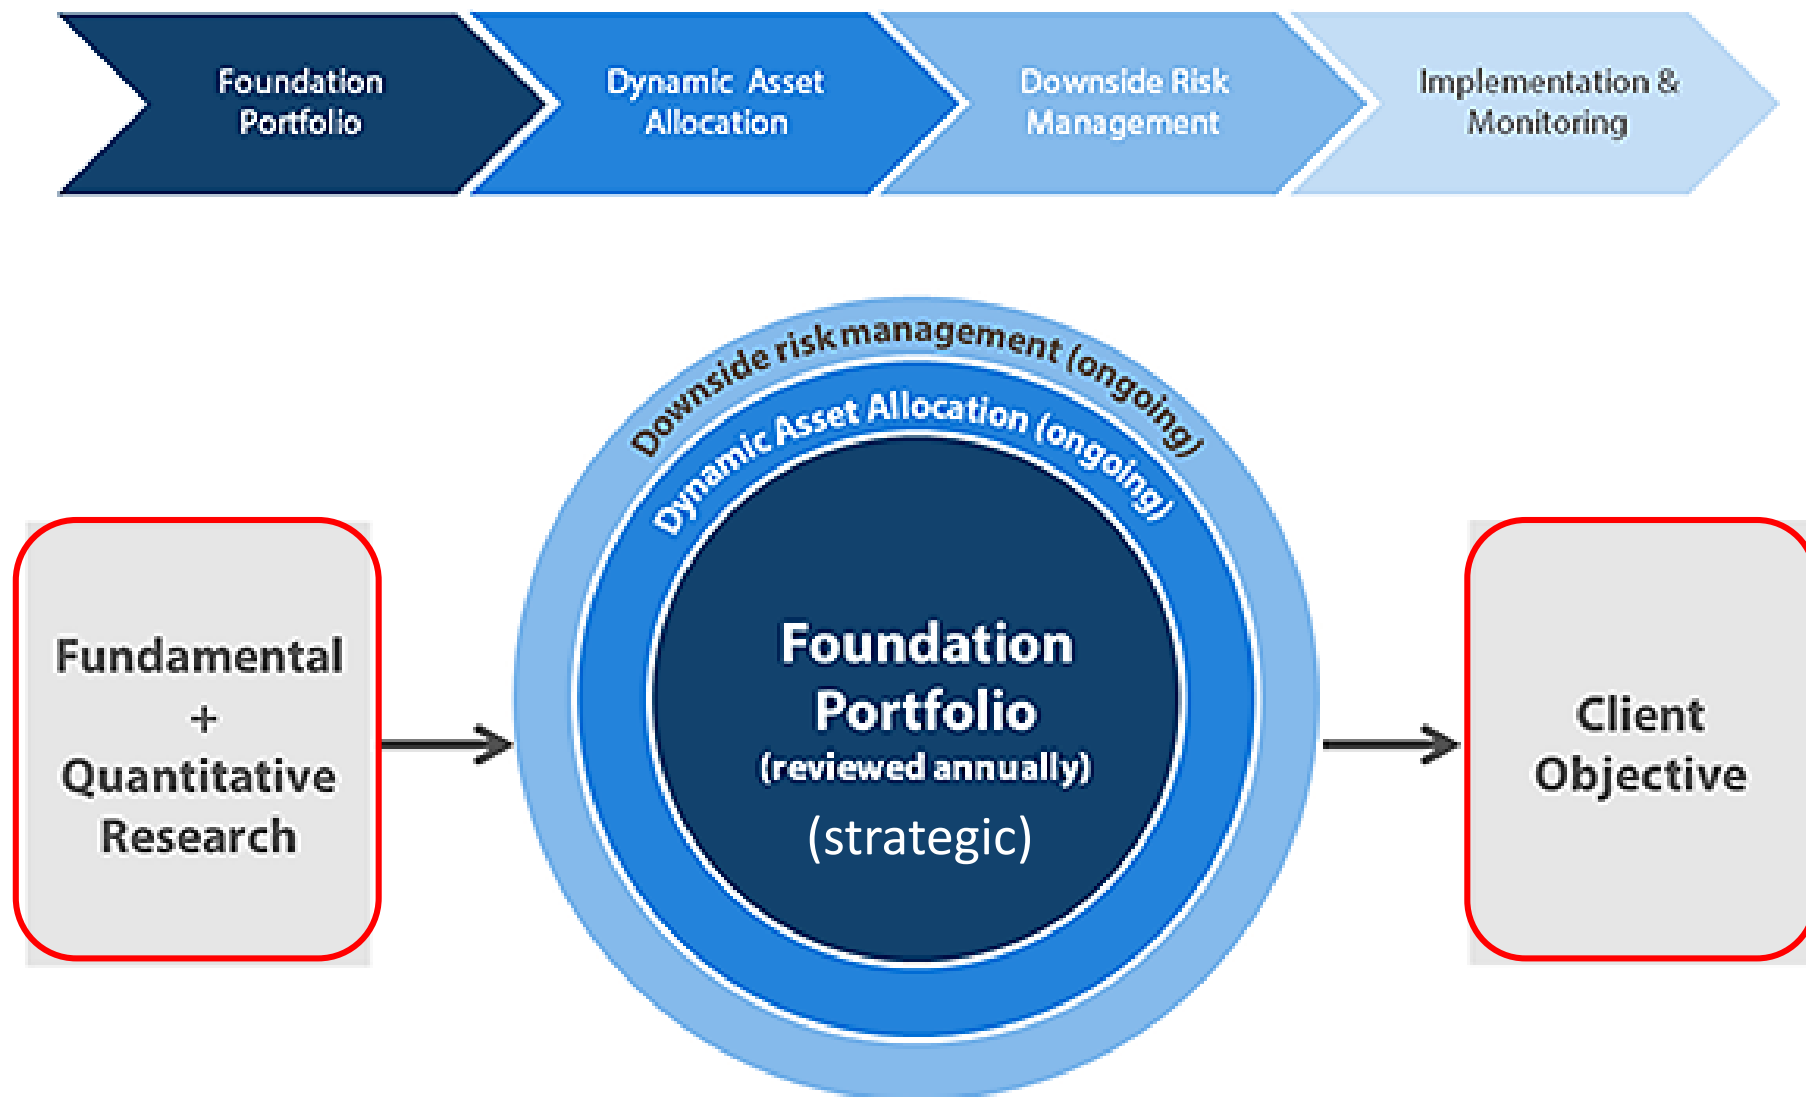 Foundation
Portfolio
Dynamic Asset
Allocation
Downside Risk
Management
Implementation &
Monitoring
Downside risk management (ongoing)
Dynamic Asset Allocation (ongoing)
Foundation
Portfolio
(reviewed annually)
(strategic)
Fundamental
+
Quantitative
Research
Client
Objective